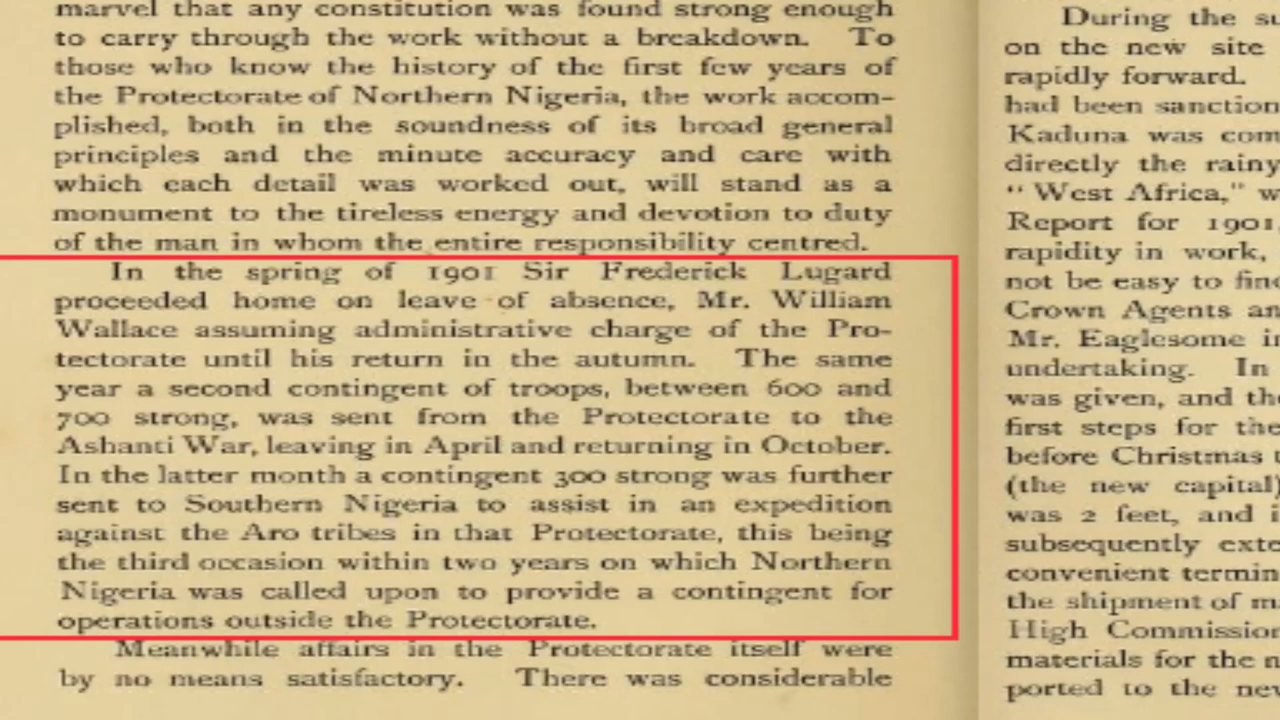 marvel that any constitution was found strong enough
to carry through the work without a breakdown. To
those who know the history of the first few years of
the Protectorate of Northern Nigeria, the work accom-
plished, both in the soundness of its broad general
principles and the minute accuracy and care with
which each detail was worked out, will stand as a
monument to the tireless energy and devotion to duty
of the man in whom the entire responsibility centred.
In the spring of 1901 Sir Frederick Lugard
proceeded home on leave of absence, Mr. William
Wallace assuming administrative charge of the Pro-
tectorate until his return in the autumn. The same
year a second contingent of troops, between 600 and
700 strong, was sent from the Protectorate to the
Ashanti War, leaving in April and returning in October.
In the latter month a contingent 300 strong was further
sent to Southern Nigeria to assist in an expedition
against the Aro tribes in that Protectorate, this being
the third occasion within two years on which Northern
Nigeria was called upon to provide a contingent for
operations outside the Protectorate.
Meanwhile affairs in the Protectorate itself were
by no means satisfactory. There was considerable
During the su
on the new site
rapidly forward.
had been sanction
Kaduna was com
directly the rainy
“ West Africa,” w
Report for 1901,
rapidity in work,
not be easy to find
Crown Agents an
Mr. Eaglesome in
undertaking. In
was given, and the
first steps for the
before Christmas t
(the new capital)
was 2 feet, and i
subsequently exte
convenient termin
the shipment of m
High Commission
materials for the n
ported to the new